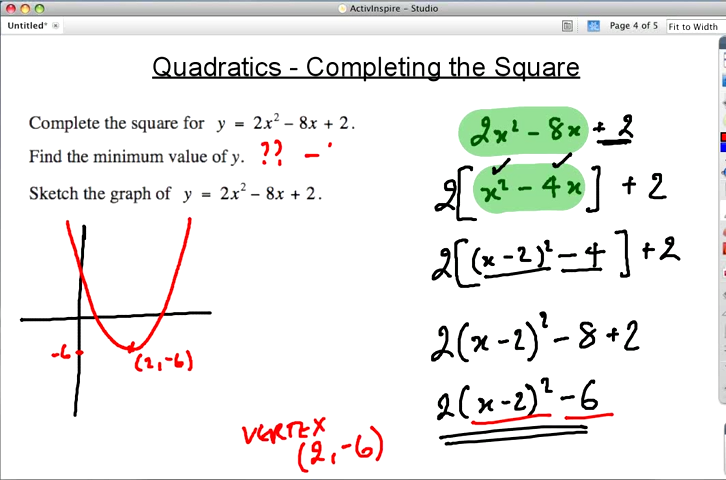 ActivInspire – Studio
Untitled*
Page 4 of 5
Fit to Width
Quadratics - Completing the Square
Complete the square for y = 2x² − 8x + 2.
Find the minimum value of y. ?? −
Sketch the graph of y = 2x² − 8x + 2.
-6
(2,-6)
VERTEX
(2,-6)
2x² − 8x + 2
2[x² − 4x] + 2
2[(x−2)² − 4] + 2
2(x−2)² − 8 + 2
2(x−2)² − 6